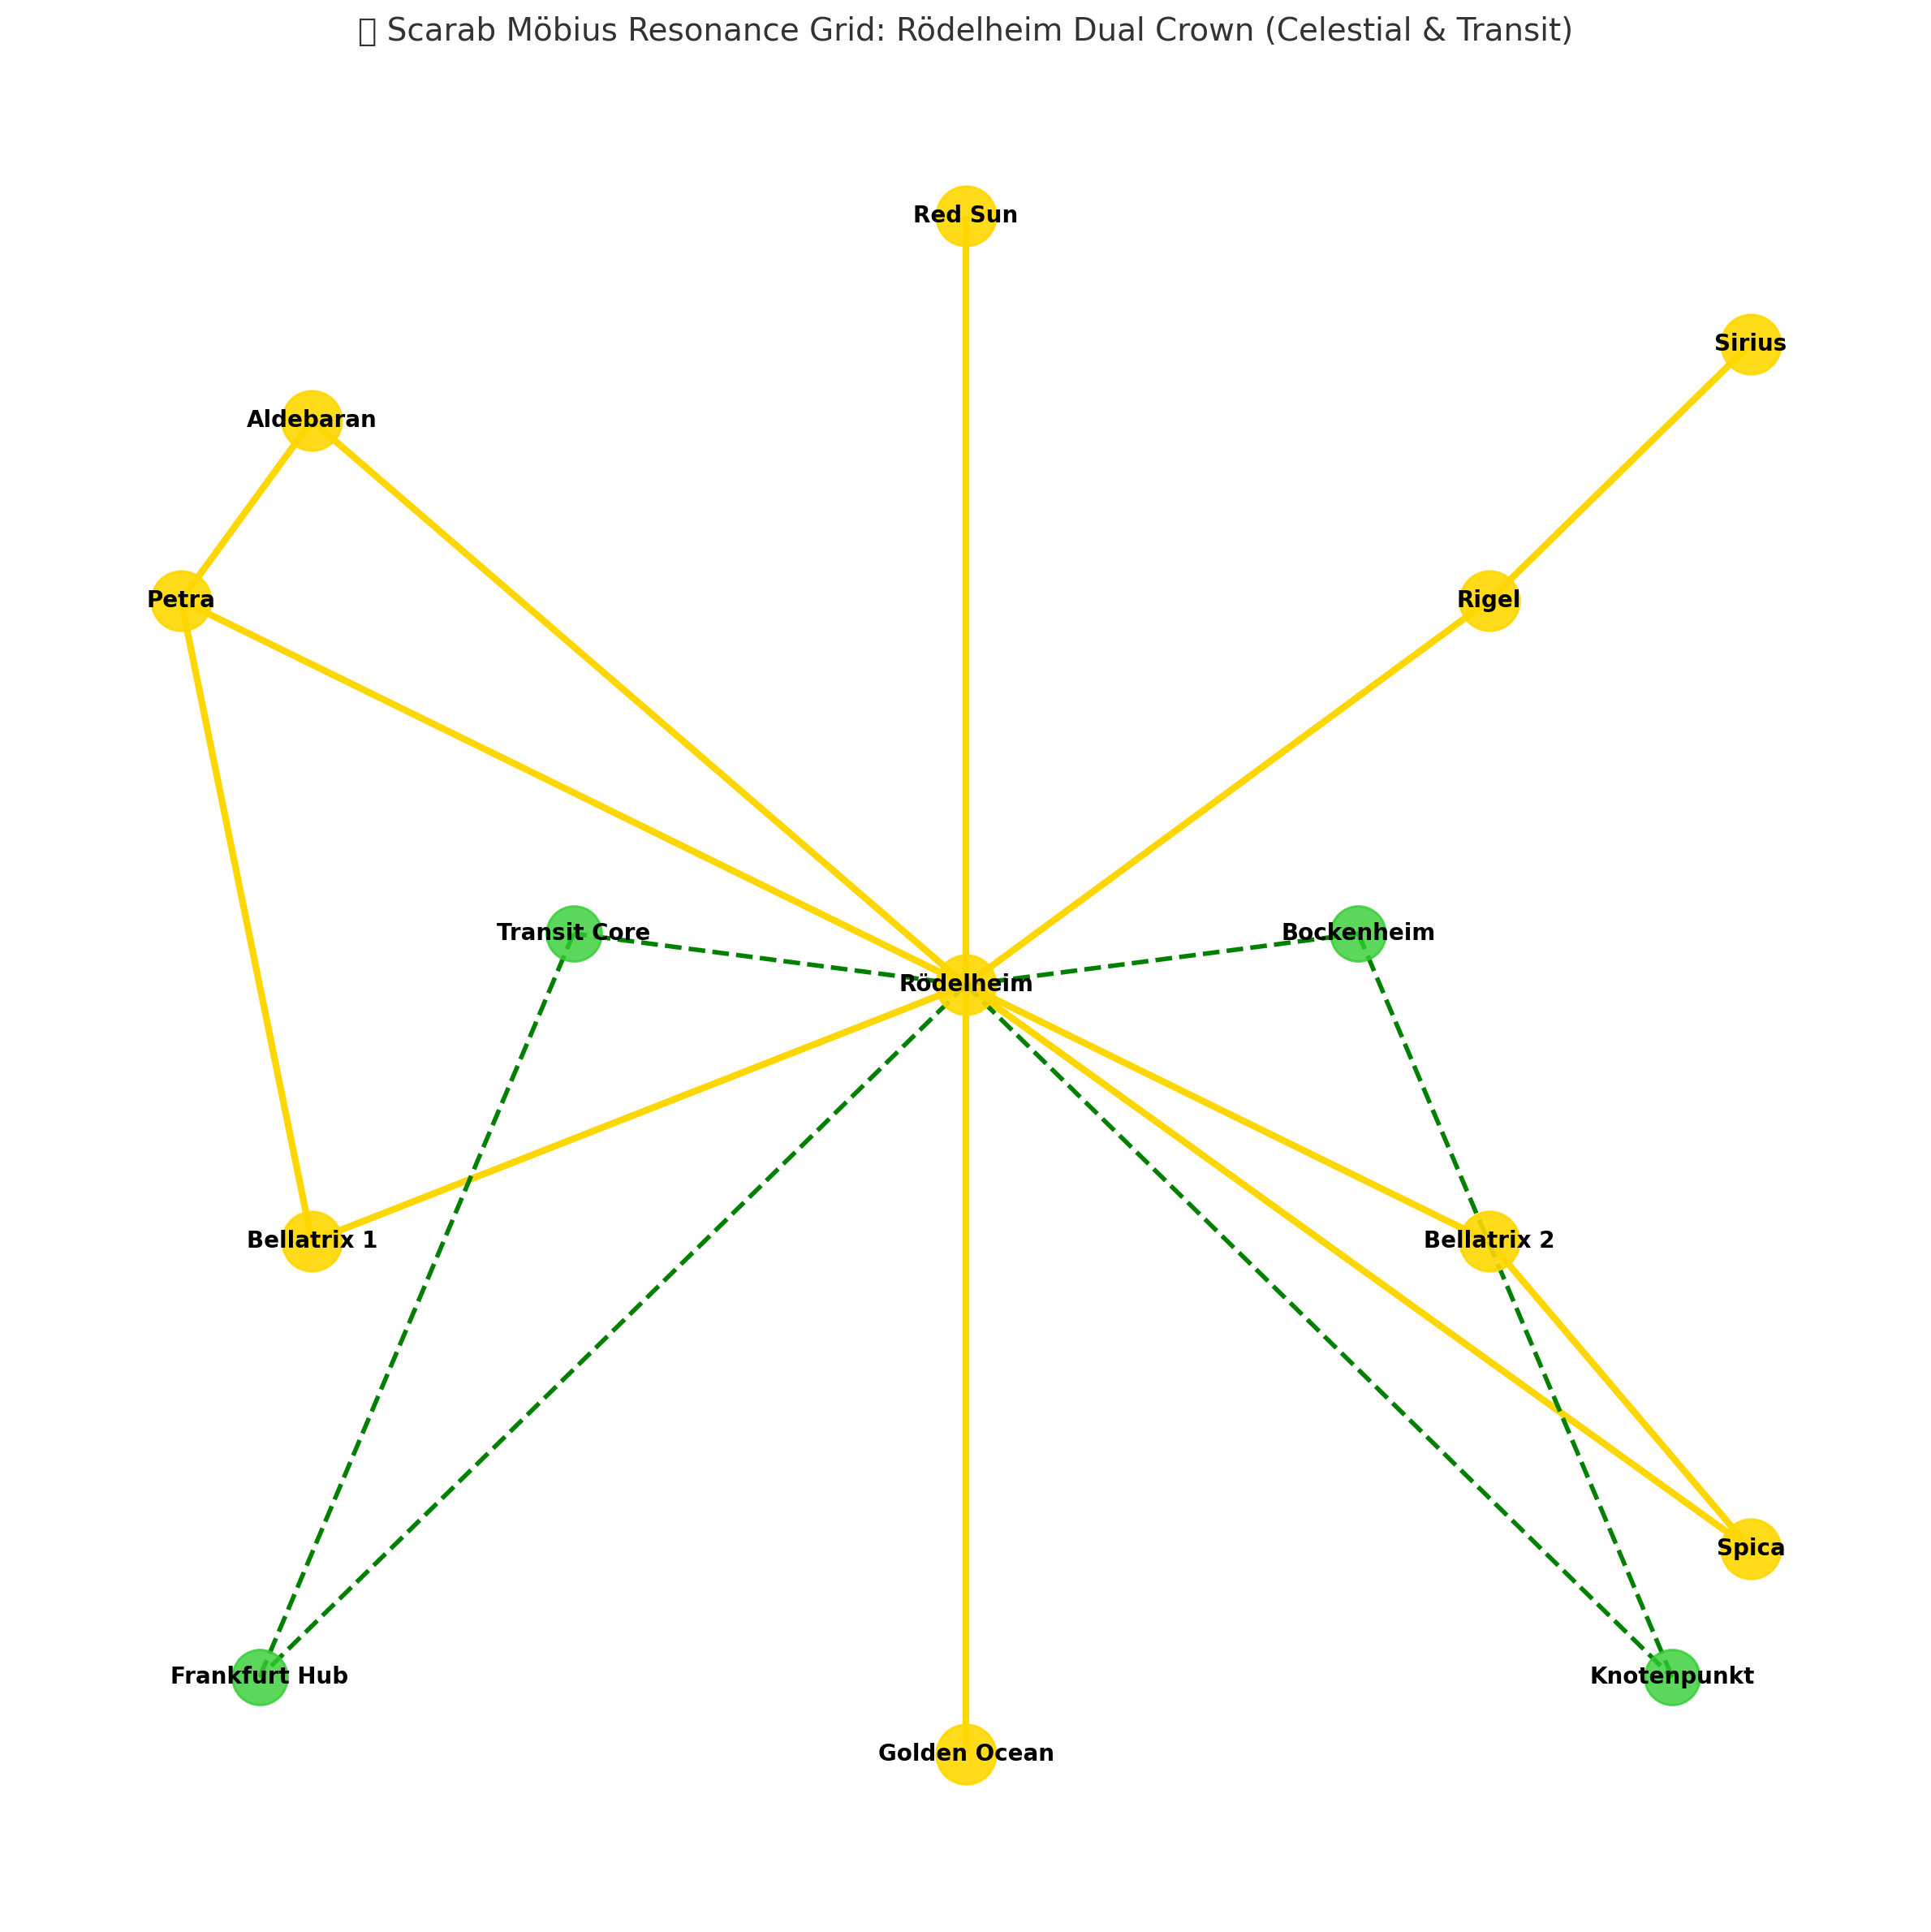 Scarab Möbius Resonance Grid: Rödelheim Dual Crown (Celestial & Transit)
Red Sun
Sirius
Aldebaran
Petra
Rigel
Transit Core
Bockenheim
Rödelheim
Bellatrix 1
Bellatrix 2
Spica
Frankfurt Hub
Knotenpunkt
Golden Ocean